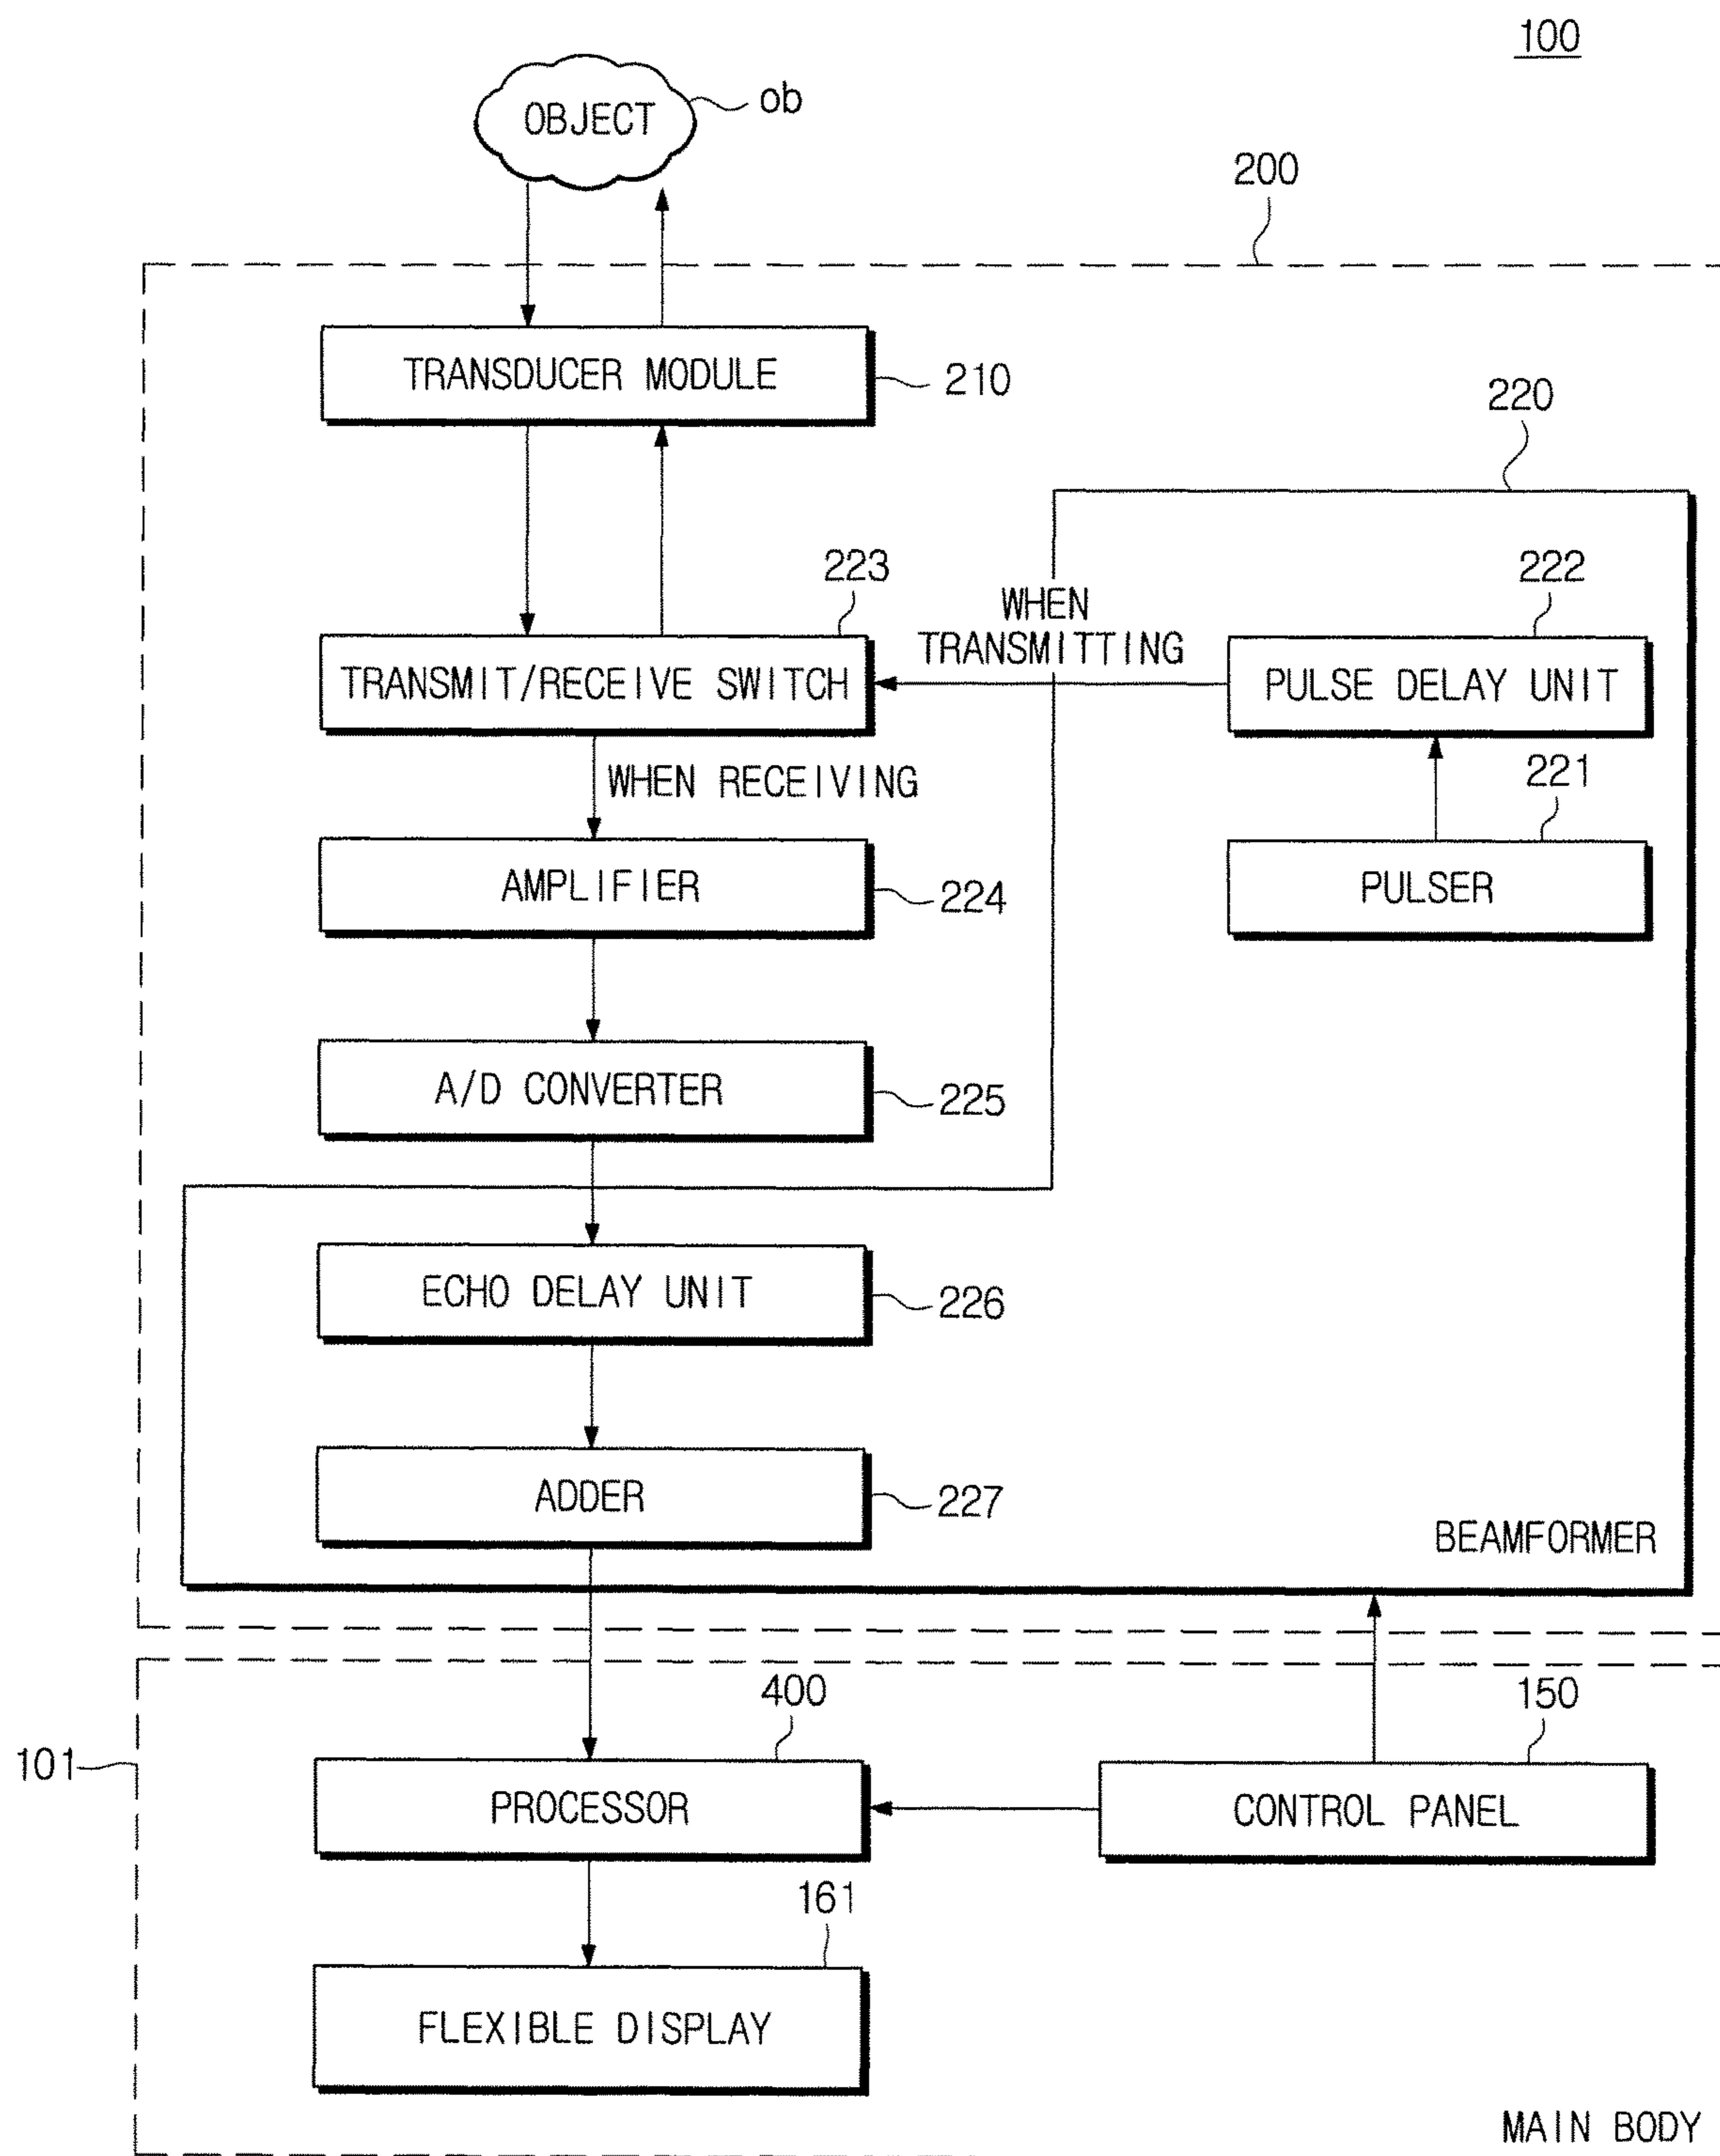 100
OBJECT
ob
200
TRANSDUCER MODULE
210
220
223
WHEN
TRANSMITTING
222
TRANSMIT/RECEIVE SWITCH
PULSE DELAY UNIT
WHEN RECEIVING
221
AMPLIFIER
224
PULSER
A/D CONVERTER
225
ECHO DELAY UNIT
226
ADDER
227
BEAMFORMER
400
150
101
PROCESSOR
CONTROL PANEL
161
FLEXIBLE DISPLAY
MAIN BODY